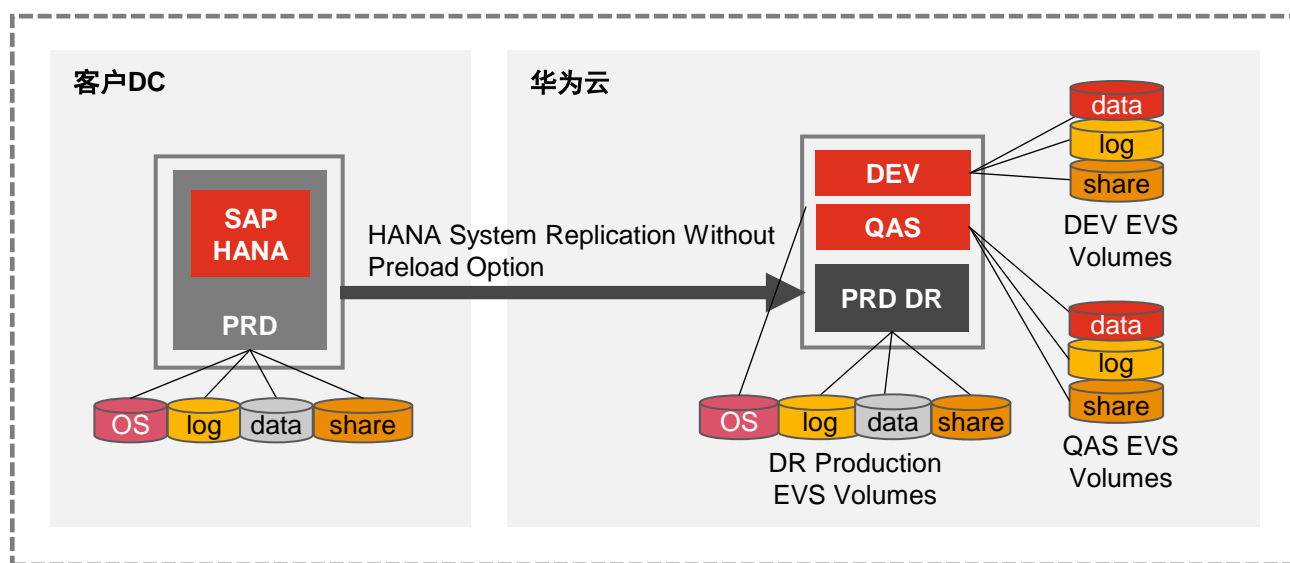 客户DC
SAP
HANA
PRD
OS
log
data
share
HANA System Replication Without
Preload Option
华为云
DEV
QAS
PRD DR
OS
log
data
share
DR Production
EVS Volumes
data
log
share
DEV EVS
Volumes
data
log
share
QAS EVS
Volumes